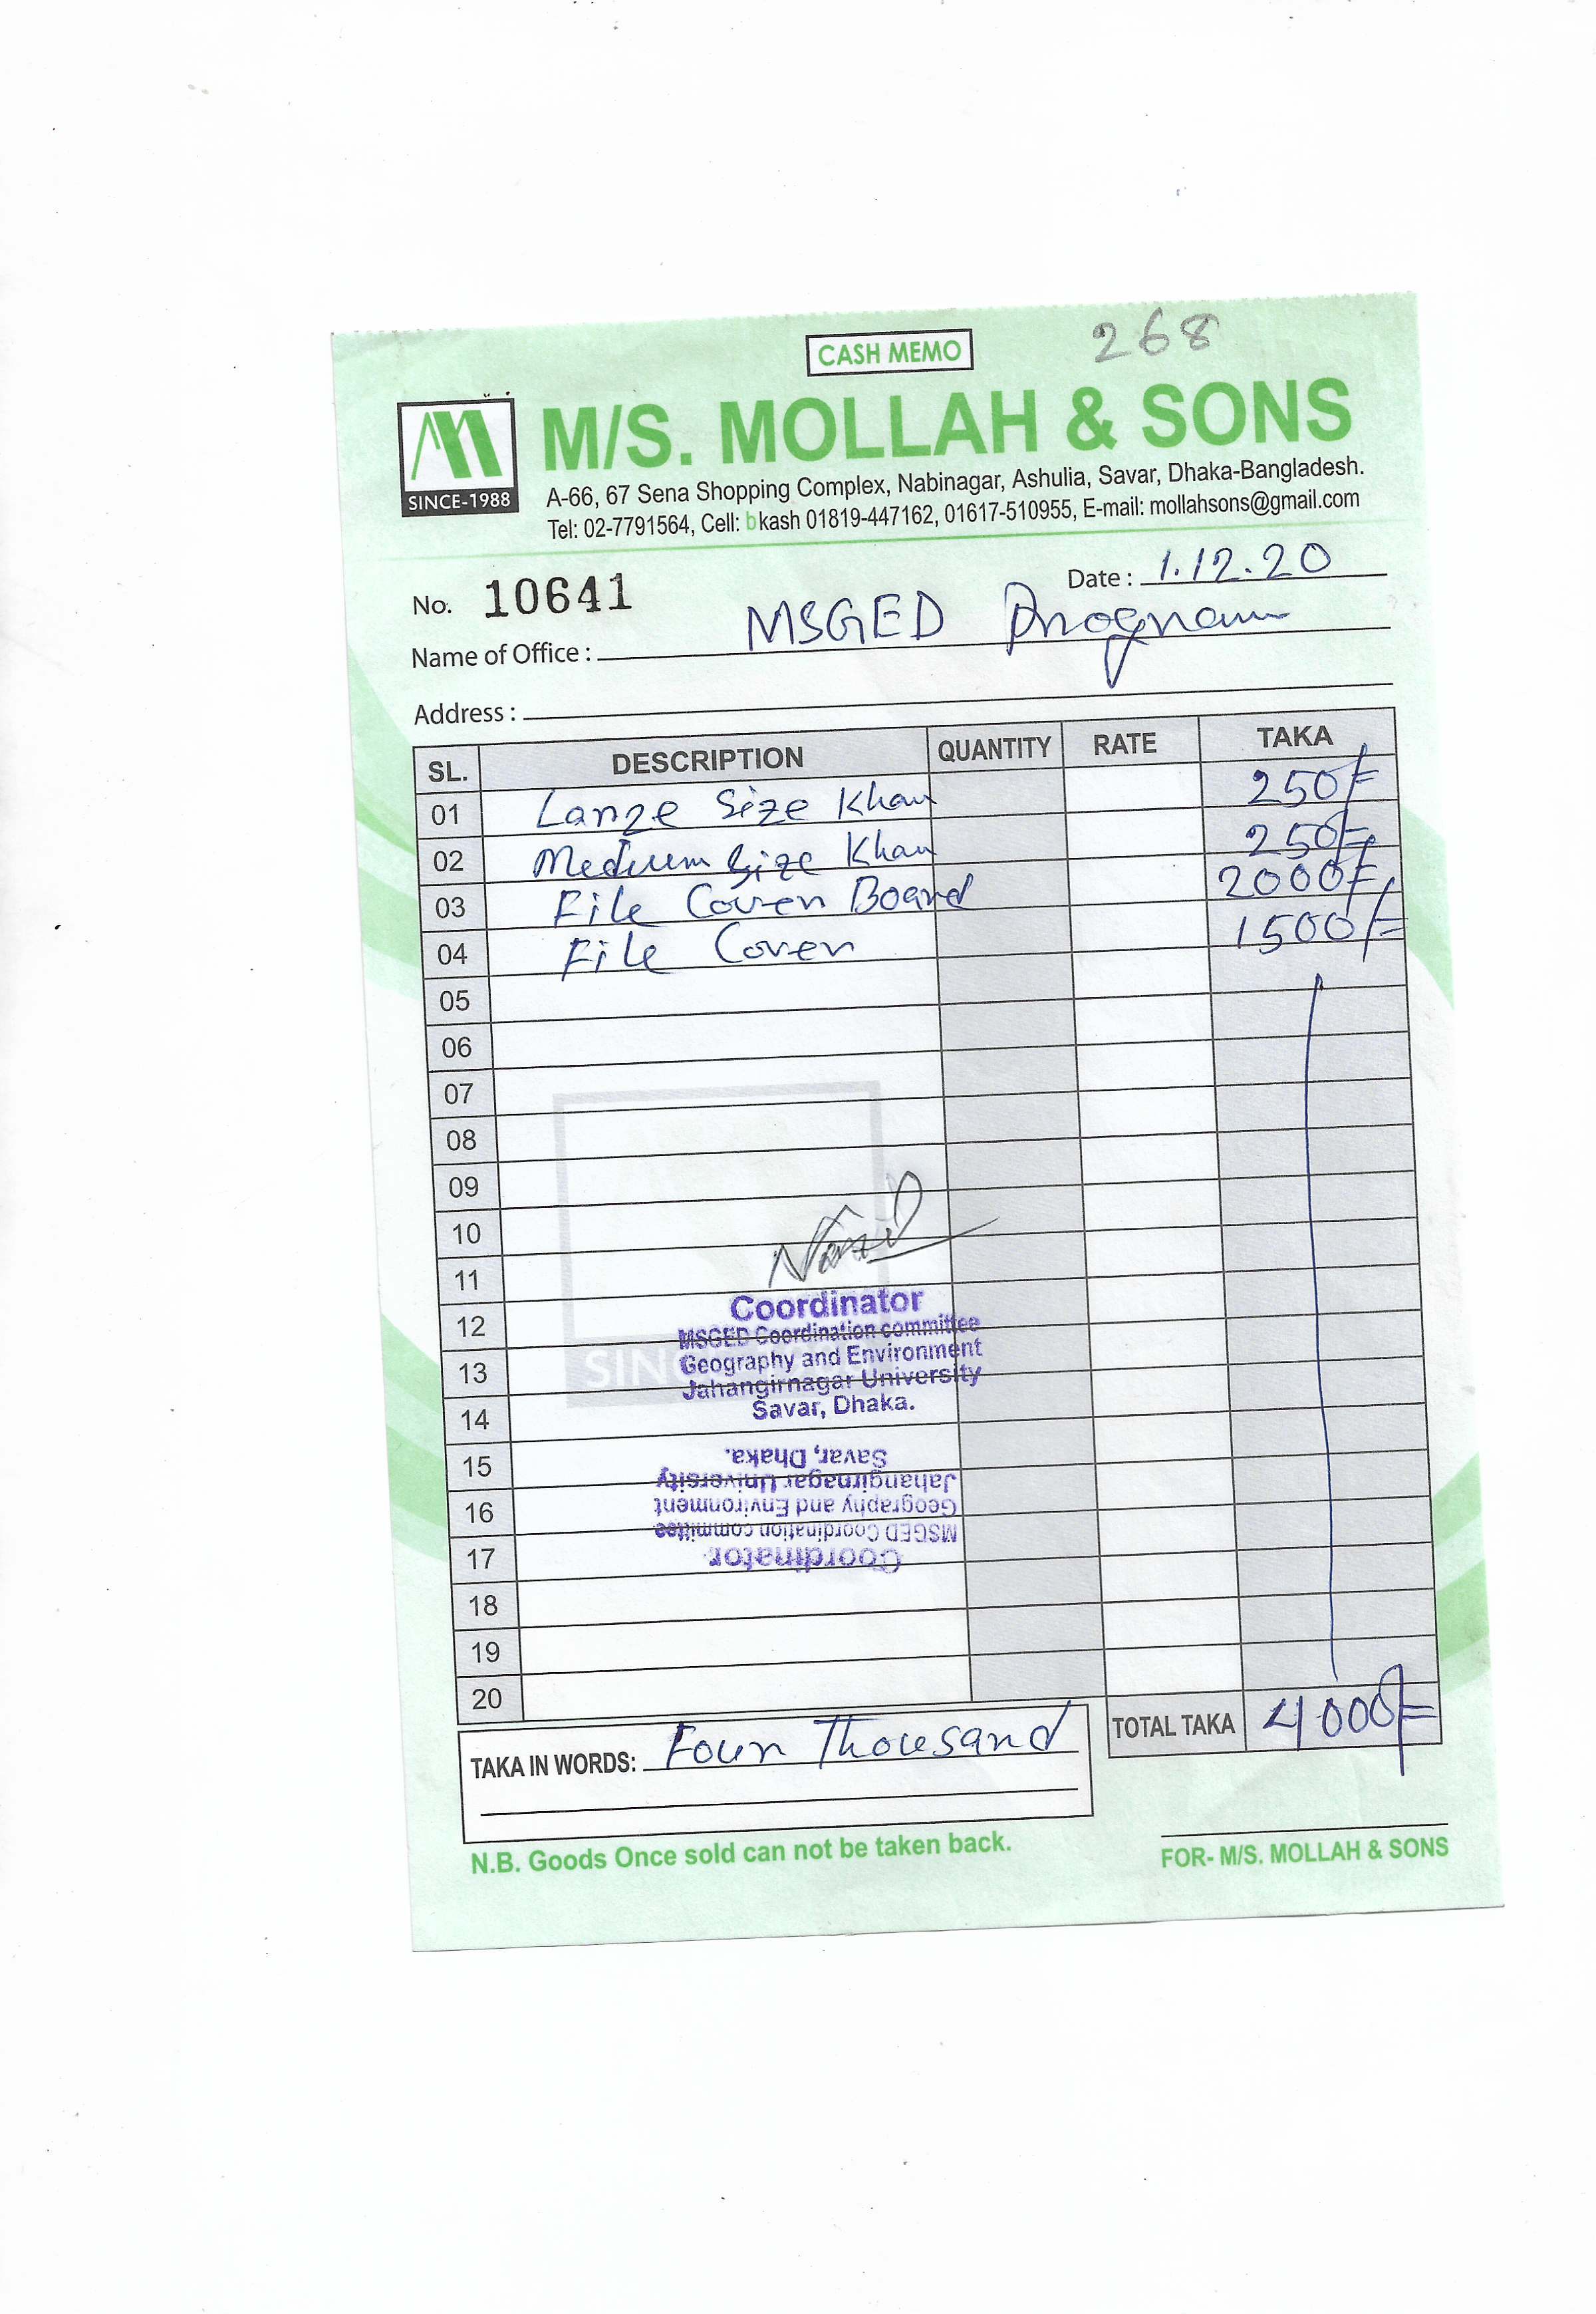 CASH MEMO
268
M/S. MOLLAH & SONS
SINCE-1988
A-66, 67 Sena Shopping Complex, Nabinagar, Ashulia, Savar, Dhaka-Bangladesh.
Tel: 02-7791564, Cell: bkash 01819-447162, 01617-510955, E-mail: mollahsons@gmail.com
No. 10641
Date : 1.12.20
Name of Office : MSGED Program
Address :
SL. DESCRIPTION QUANTITY RATE TAKA
01 Large Size Kham 250/=
02 Medium Size Kham 250/=
03 File Cover Board 2000/=
04 File Cover 1500/=
05
06
07
08
09
10
11
12
13
14
15
16
17
18
19
20
Coordinator
MSGED Coordination committee
Geography and Environment
Jahangirnagar University
Savar, Dhaka.
Coordinator
MSGED Coordination committee
Geography and Environment
Jahangirnagar University
Savar, Dhaka.
TOTAL TAKA 4000/=
TAKA IN WORDS: Four Thousand
N.B. Goods Once sold can not be taken back.
FOR- M/S. MOLLAH & SONS